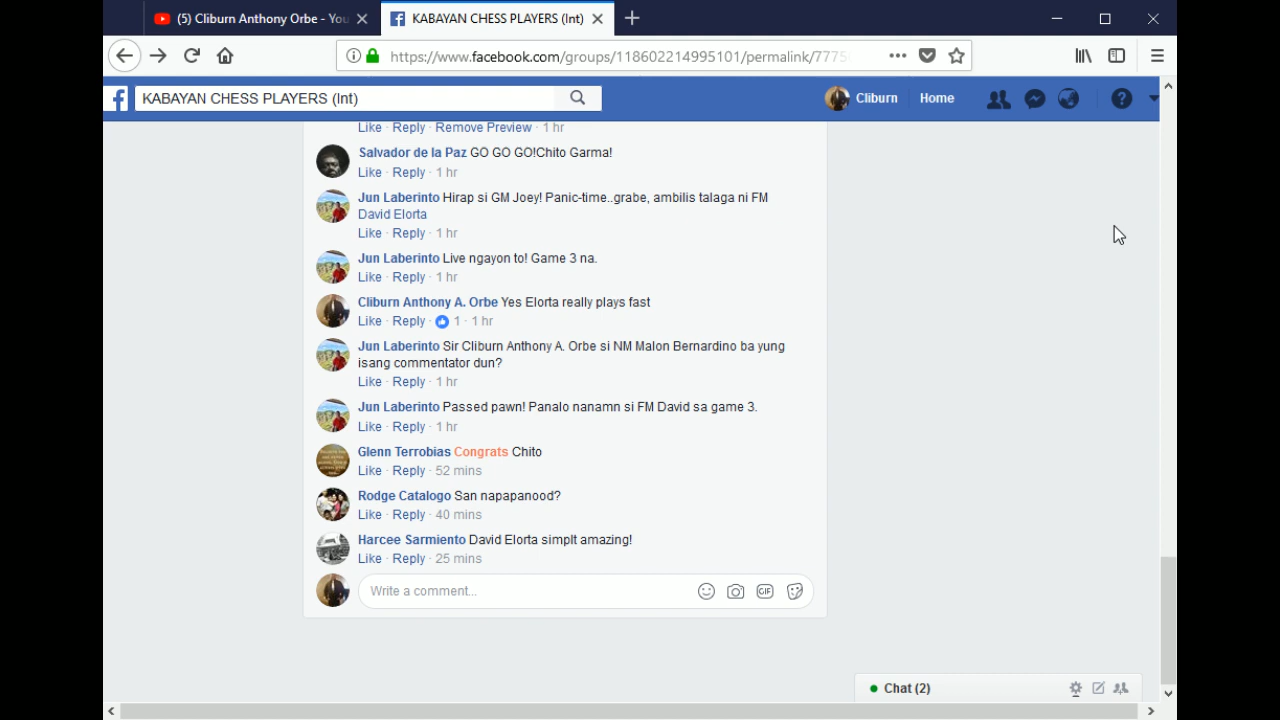 (5) Cliburn Anthony Orbe - You
KABAYAN CHESS PLAYERS (Int)
https://www.facebook.com/groups/118602214995101/permalink/7775
KABAYAN CHESS PLAYERS (Int)
Cliburn
Home
Like · Reply · Remove Preview · 1 hr
Salvador de la Paz GO GO GO!Chito Garma!
Like · Reply · 1 hr
Jun Laberinto Hirap si GM Joey! Panic-time..grabe, ambilis talaga ni FM
David Elorta
Like · Reply · 1 hr
Jun Laberinto Live ngayon to! Game 3 na.
Like · Reply · 1 hr
Cliburn Anthony A. Orbe Yes Elorta really plays fast
Like · Reply · 1 · 1 hr
Jun Laberinto Sir Cliburn Anthony A. Orbe si NM Malon Bernardino ba yung
isang commentator dun?
Like · Reply · 1 hr
Jun Laberinto Passed pawn! Panalo nanamn si FM David sa game 3.
Like · Reply · 1 hr
Glenn Terrobias Congrats Chito
Like · Reply · 52 mins
Rodge Catalogo San napapanood?
Like · Reply · 40 mins
Harcee Sarmiento David Elorta simplt amazing!
Like · Reply · 25 mins
Write a comment...
GIF
Chat (2)